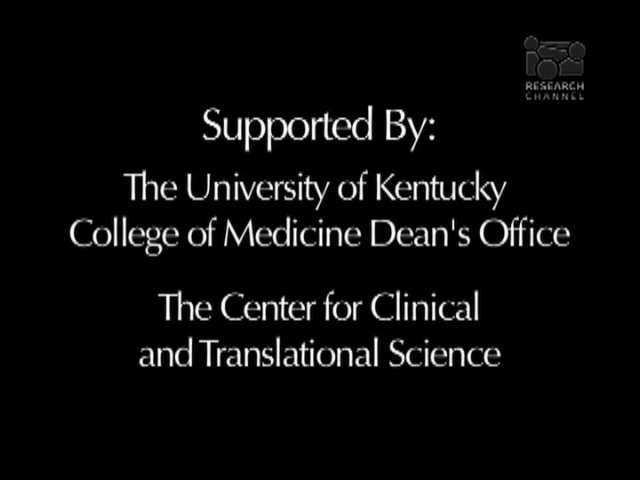 RESEARCH
CHANNEL
Supported By:
The University of Kentucky
College of Medicine Dean's Office
The Center for Clinical
and Translational Science